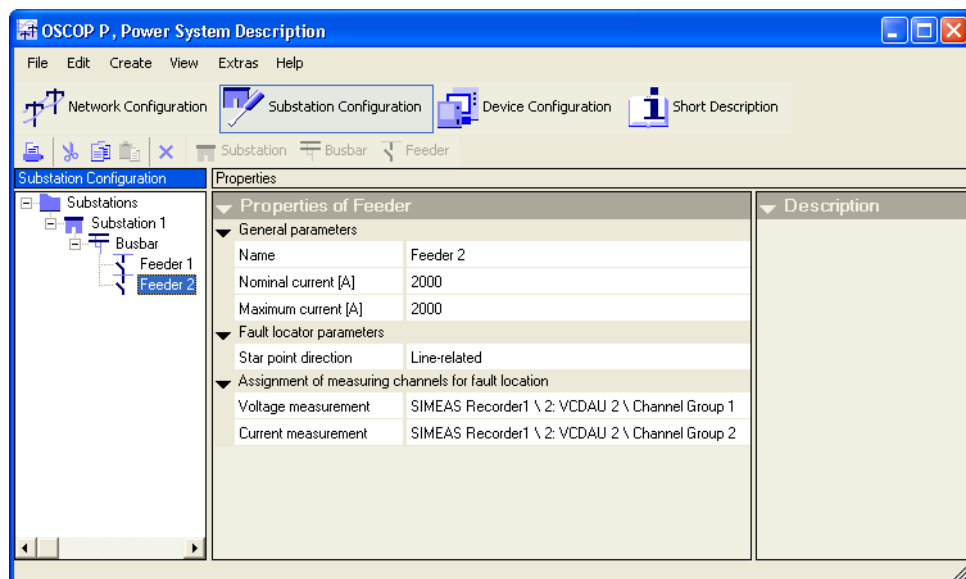 OSCOP P, Power System Description
File Edit Create View Extras Help
Network Configuration Substation Configuration Device Configuration Short Description
Substation Busbar Feeder
Substation Configuration Properties
Substations
Substation 1
Busbar
Feeder 1
Feeder 2
Properties of Feeder
General parameters
Name Feeder 2
Nominal current [A] 2000
Maximum current [A] 2000
Fault locator parameters
Star point direction Line-related
Assignment of measuring channels for fault location
Voltage measurement SIMEAS Recorder1 \ 2: VCDAU 2 \ Channel Group 1
Current measurement SIMEAS Recorder1 \ 2: VCDAU 2 \ Channel Group 2
Description